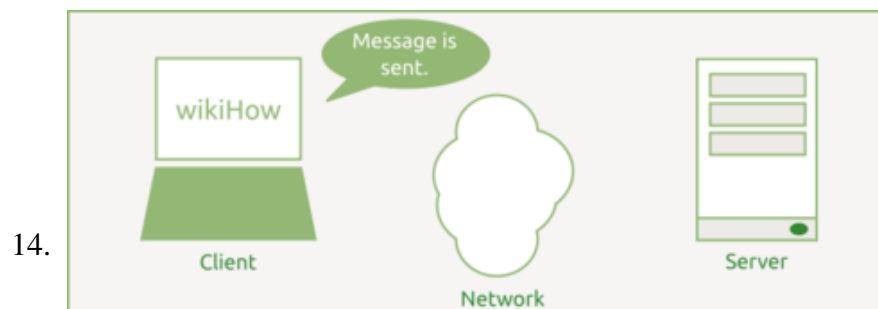 Message is
sent.
wikiHow
14.
Client
Network
Server